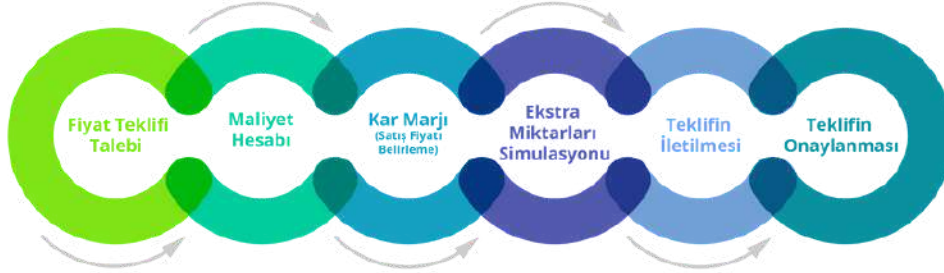 Fiyat Teklifi
Talebi
Maliyet
Hesabı
Kar Marjı
(Satış Fiyatı
Belirleme)
Ekstra
Miktarları
Simulasyonu
Teklifin
İletilmesi
Teklifin
Onaylanması